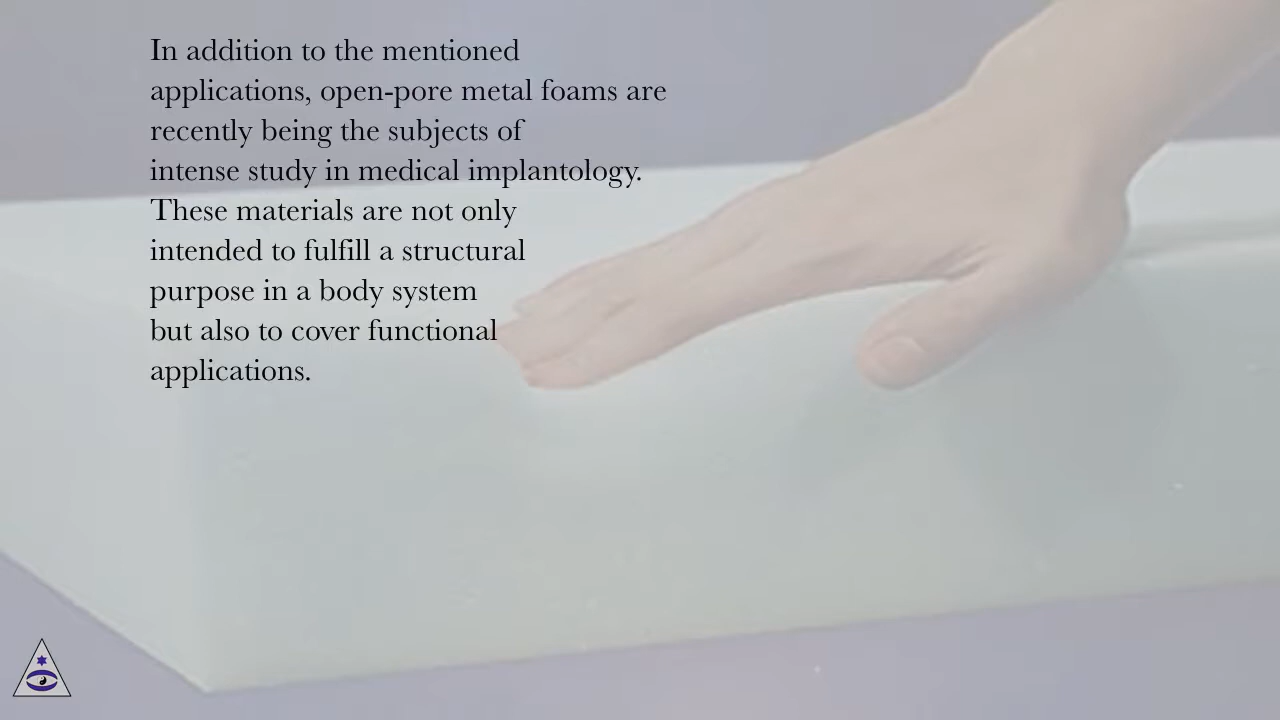 In addition to the mentioned
applications, open-pore metal foams are
recently being the subjects of
intense study in medical implantology.
These materials are not only
intended to fulfill a structural
purpose in a body system
but also to cover functional
applications.